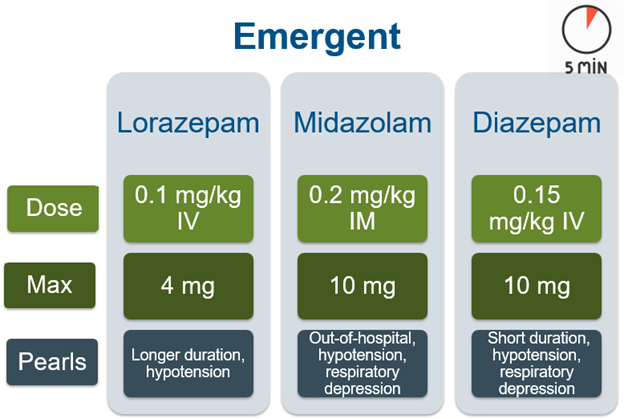 Emergent
5 MİN
Lorazepam
Midazolam
Diazepam
Dose
0.1 mg/kg
IV
0.2 mg/kg
IM
0.15
mg/kg IV
Max
4 mg
10 mg
10 mg
Pearls
Longer duration,
hypotension
Out-of-hospital,
hypotension,
respiratory
depression
Short duration,
hypotension,
respiratory
depression